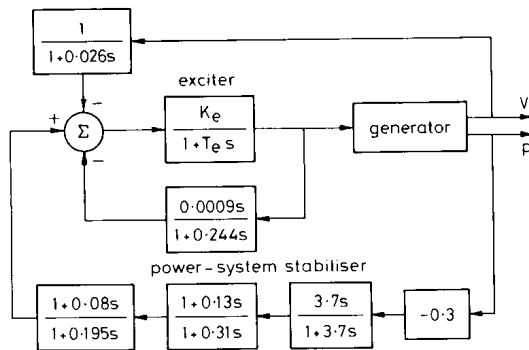 1
1+0·026s
exciter
+
−
Σ
−
Ke
1+Te s
generator
V
p
0·0009s
1+0·244s
power-system stabiliser
1+0·08s
1+0·195s
1+0·13s
1+0·31s
3·7s
1+3·7s
-0·3